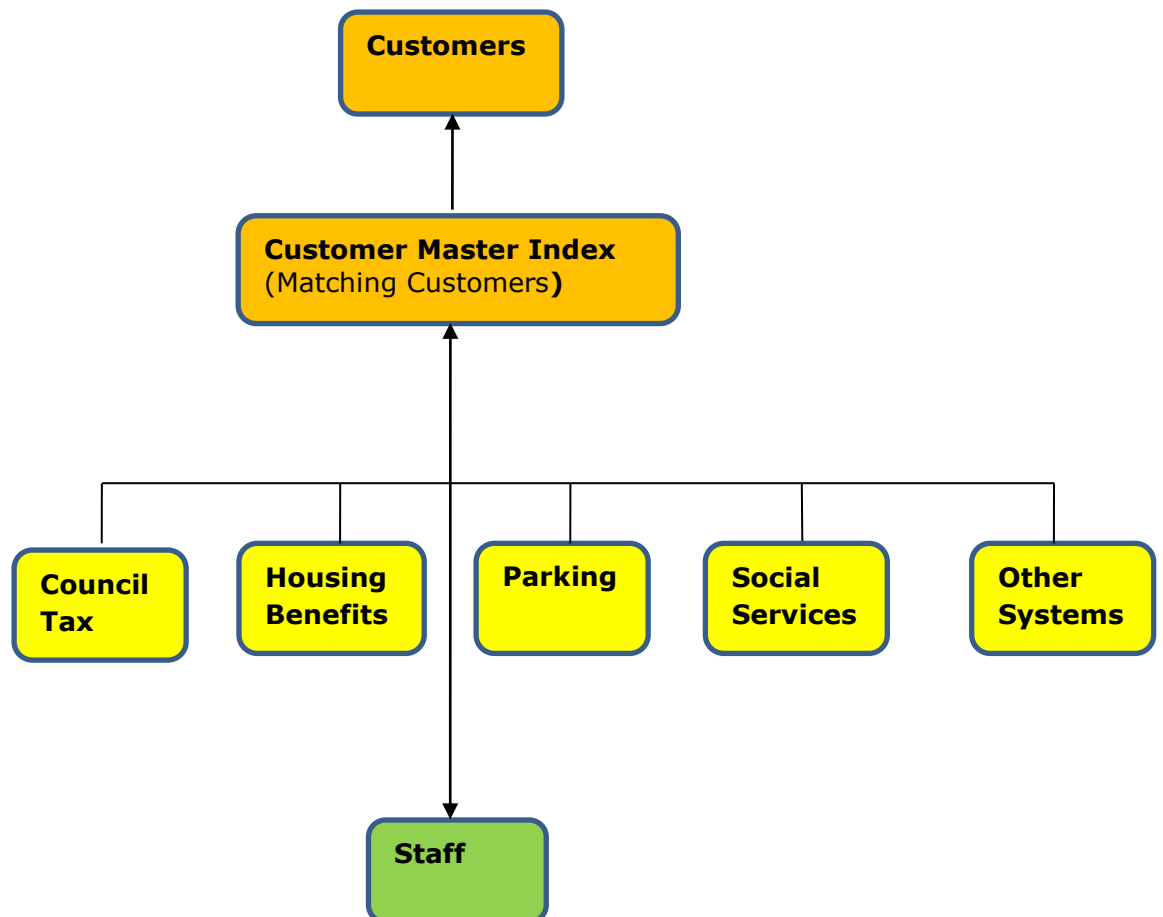 Customers
Customer Master Index
(Matching Customers)
Council
Tax
Housing
Benefits
Parking
Social
Services
Other
Systems
Staff